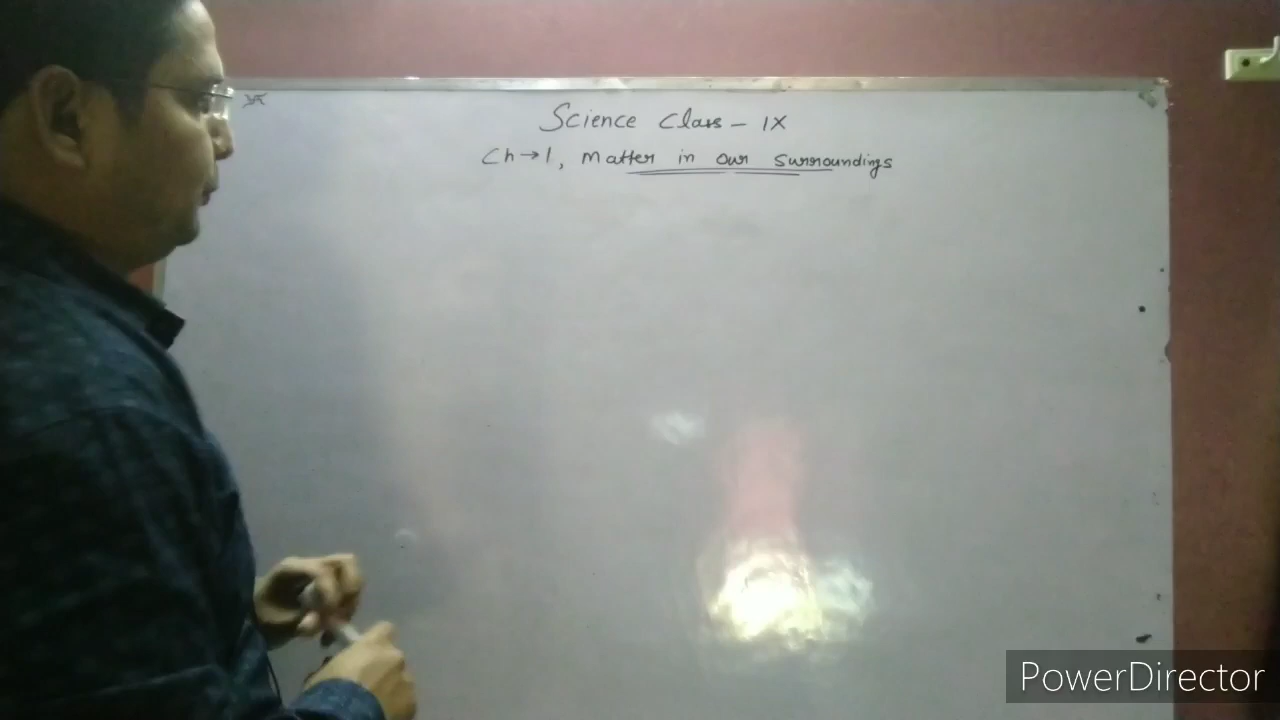 Science Class - IX
Ch→1, Matter in our Surroundings
PowerDirector